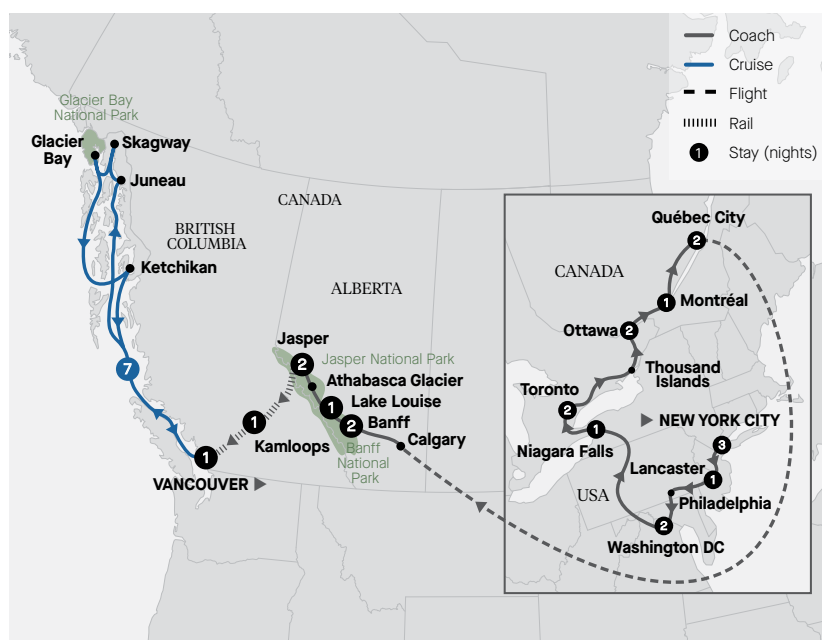 Coach
Cruise
Flight
Rail
1 Stay (nights)
Glacier Bay
National Park
Glacier
Bay
Skagway
Juneau
CANADA
BRITISH
COLUMBIA
Ketchikan
ALBERTA
7
Jasper
2
Jasper National Park
Athabasca Glacier
1
Lake Louise
2
Banff
Calgary
Banff
National
Park
1
Kamloops
1
VANCOUVER
Québec City
2
CANADA
1
Montréal
Ottawa
2
Thousand
Islands
Toronto
2
NEW YORK CITY
1
3
Niagara Falls
Lancaster
1
USA
Philadelphia
2
Washington DC